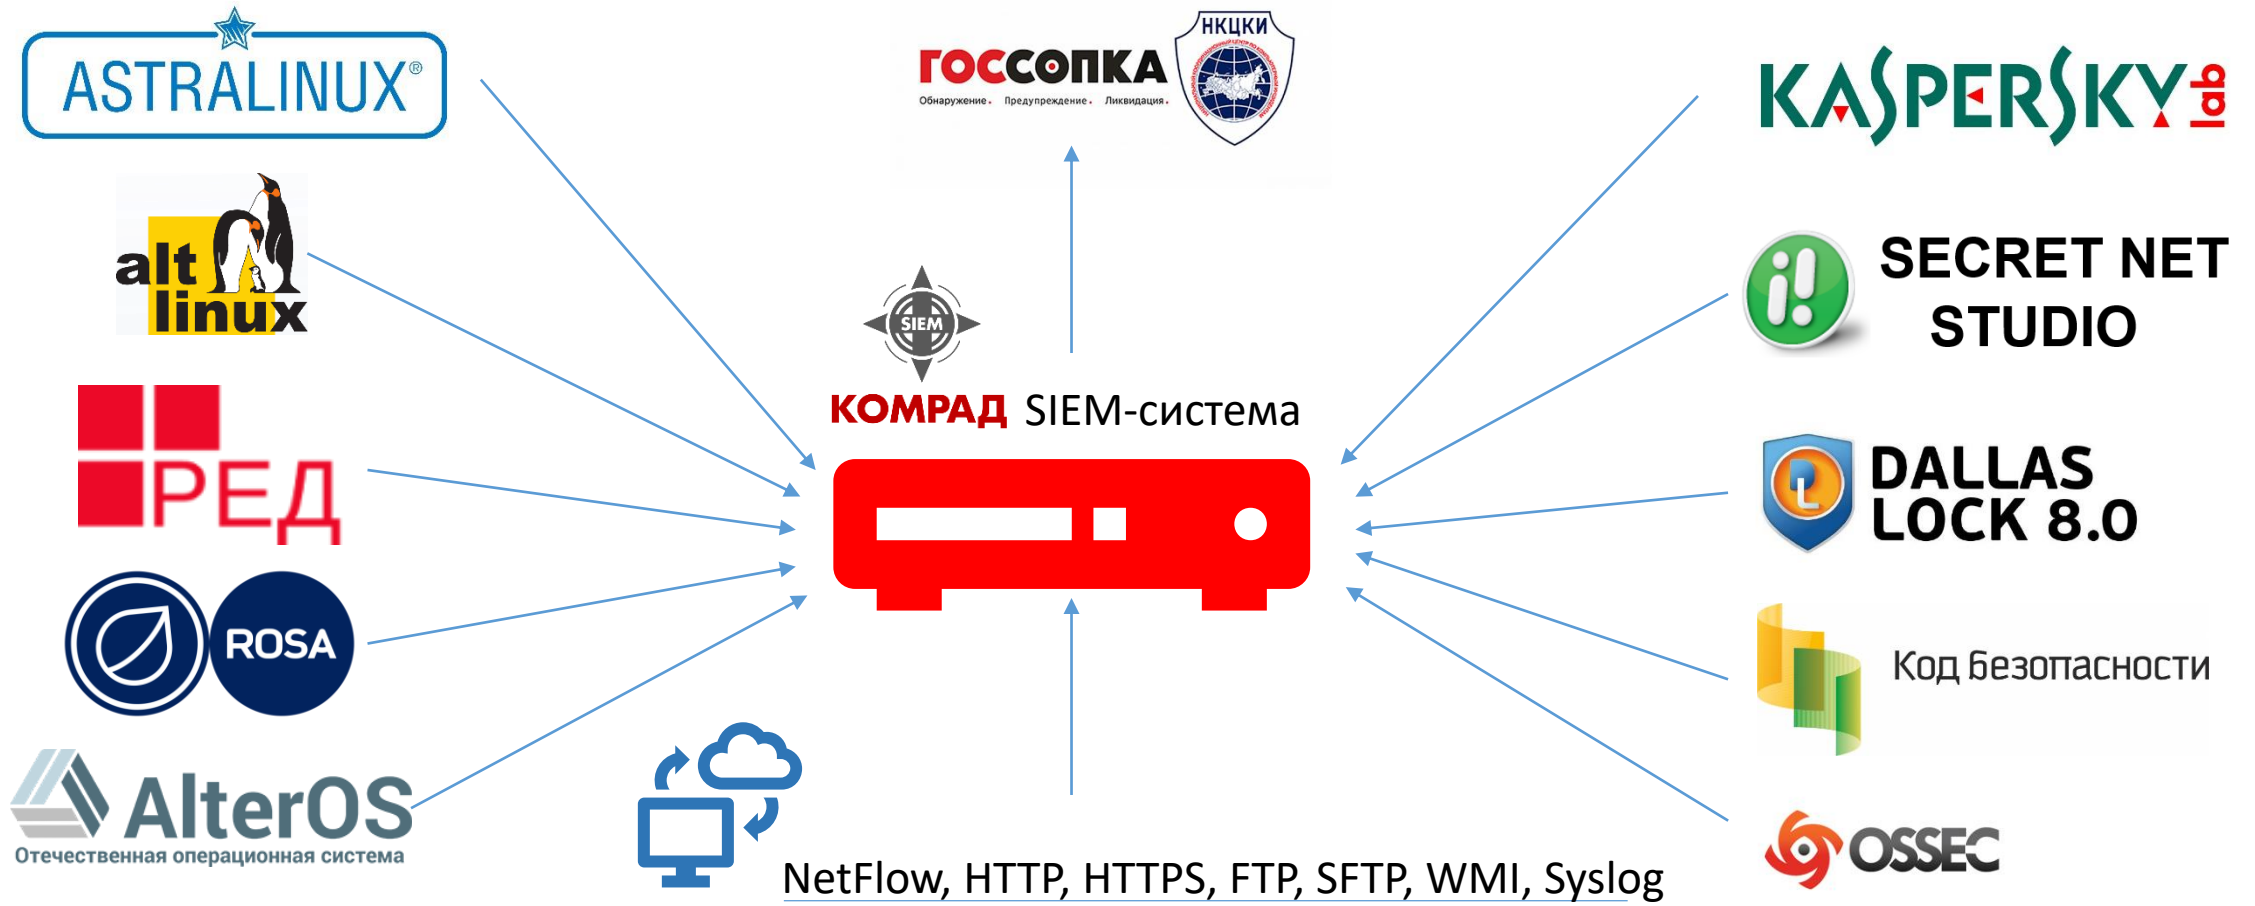 ASTRALINUX®
alt
linux
РЕД
ROSA
AlterOS
Отечественная операционная система
ГОССОПКА
Обнаружение. Предупреждение. Ликвидация.
НКЦКИ
SIEM
КОМРАД SIEM-система
NetFlow, HTTP, HTTPS, FTP, SFTP, WMI, Syslog
KASPERSKY lab
SECRET NET
STUDIO
DL
DALLAS
LOCK 8.0
Код безопасности
OSSEC